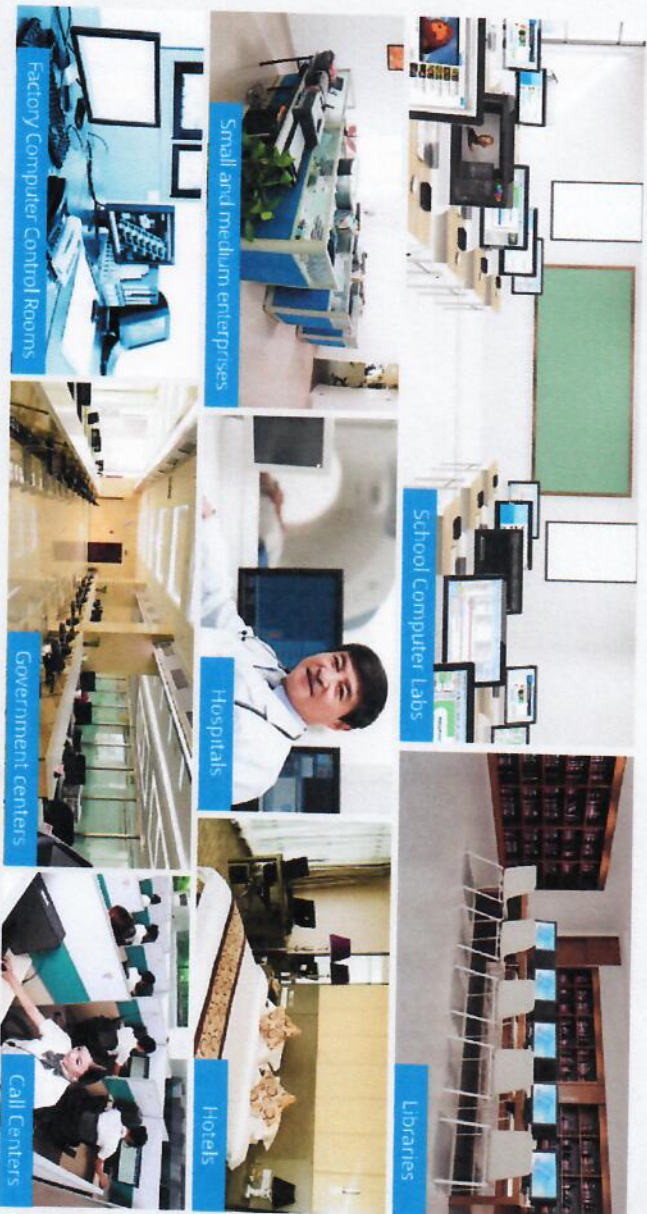 School Computer Labs
Libraries
Small and medium enterprises
Hospitals
Hotels
Factory Computer Control Rooms
Government centers
Call Centers